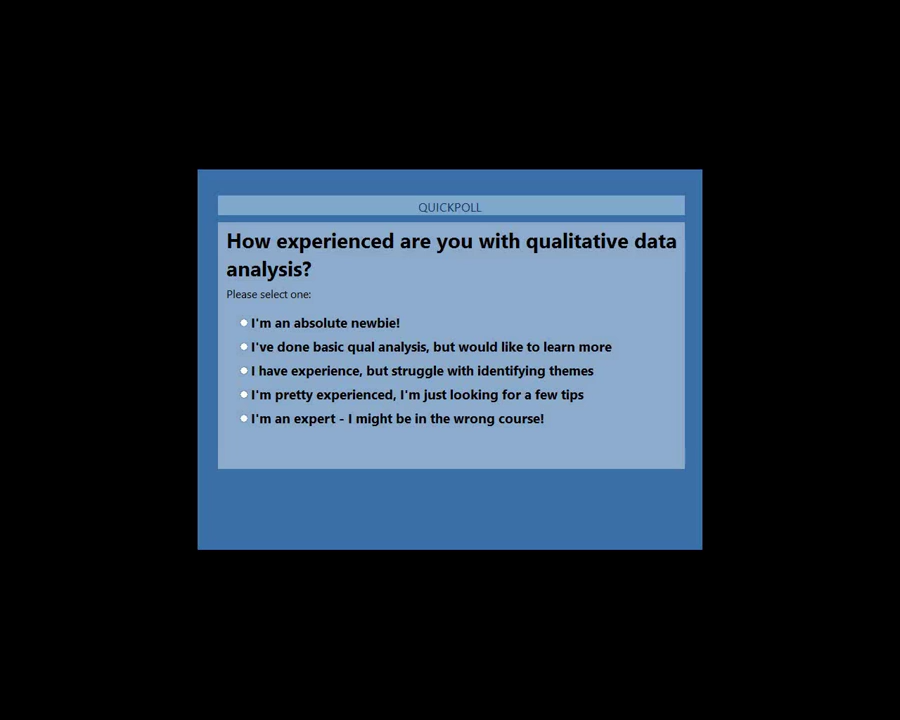 QUICKPOLL
How experienced are you with qualitative data
analysis?
Please select one:
I'm an absolute newbie!
I've done basic qual analysis, but would like to learn more
I have experience, but struggle with identifying themes
I'm pretty experienced, I'm just looking for a few tips
I'm an expert - I might be in the wrong course!